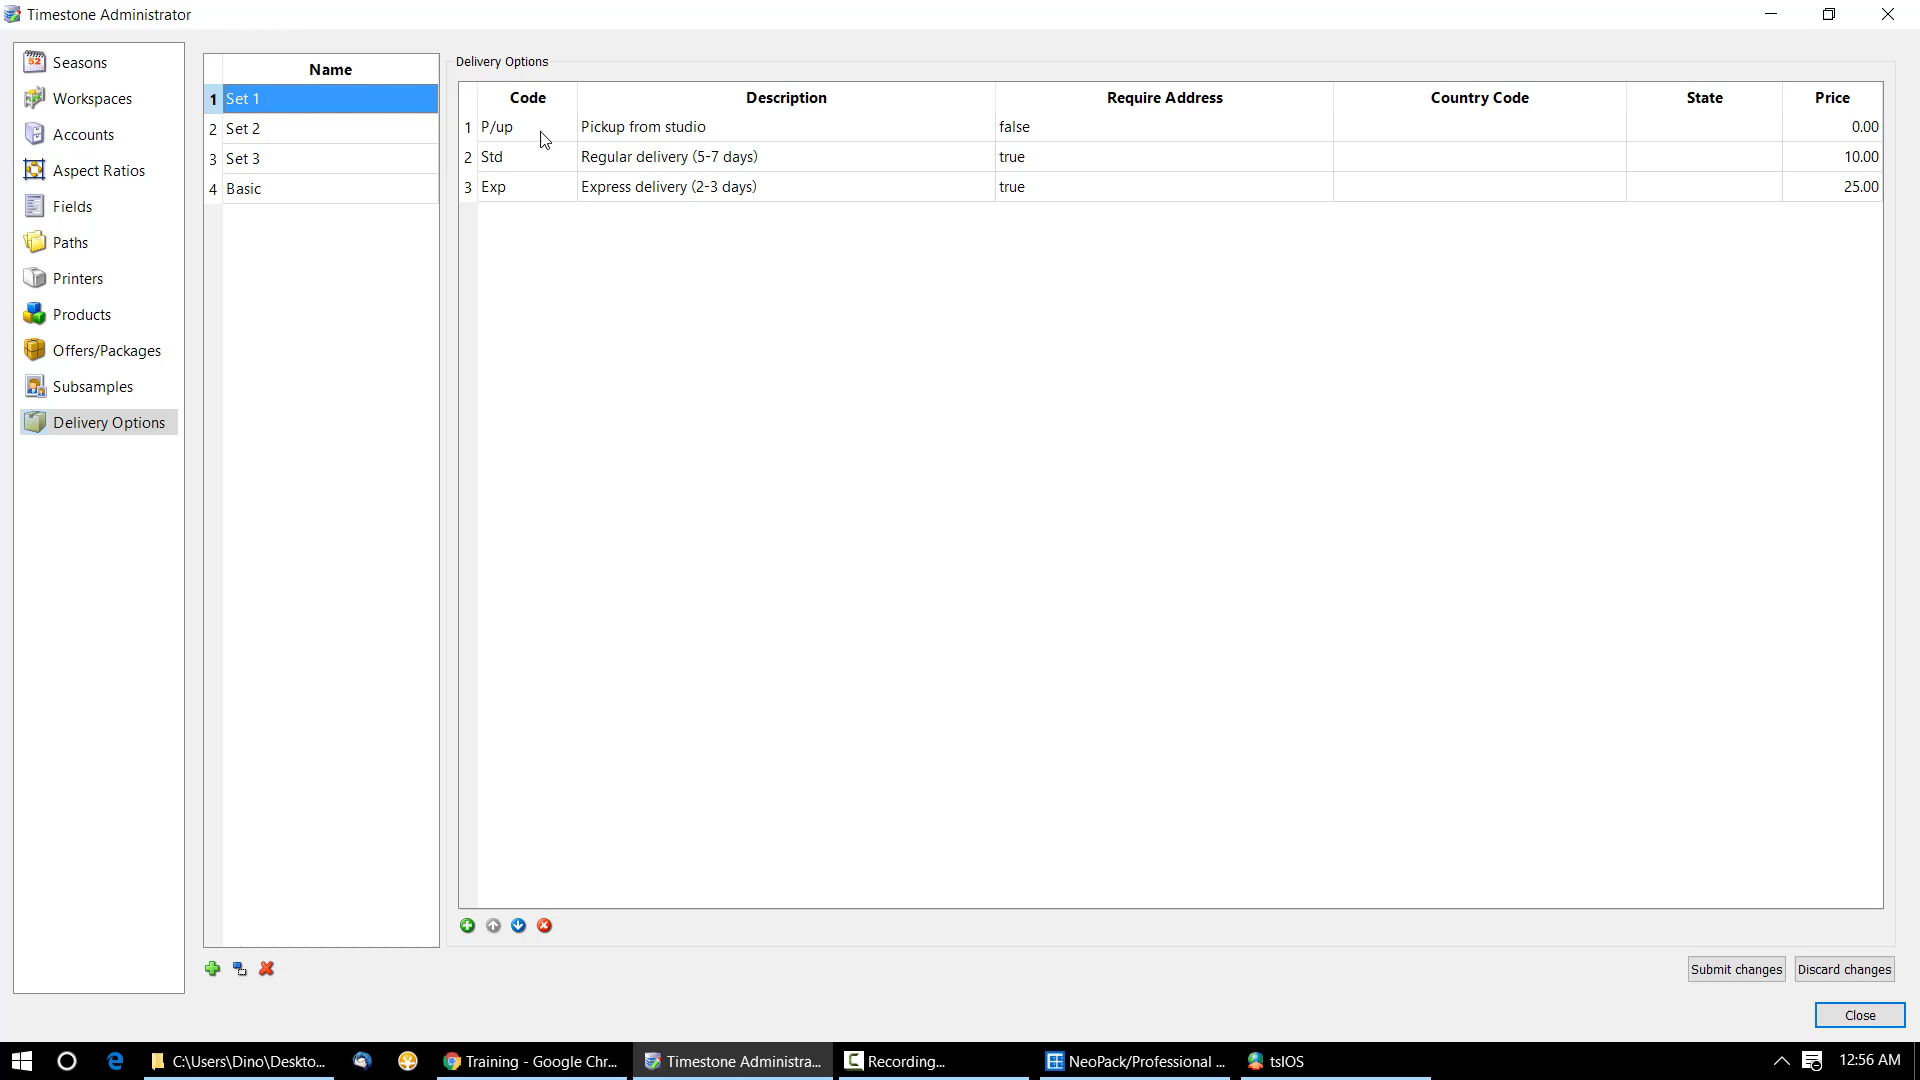 Timestone Administrator
52
Seasons
Workspaces
Accounts
Aspect Ratios
Fields
Paths
Printers
Products
Offers/Packages
Subsamples
Delivery Options
Name
1 Set 1
2 Set 2
3 Set 3
4 Basic
Delivery Options
Code Description Require Address Country Code State Price
1 P/up Pickup from studio false 0.00
2 Std Regular delivery (5-7 days) true 10.00
3 Exp Express delivery (2-3 days) true 25.00
Submit changes Discard changes
Close
C:\Users\Dino\Deskto... Training - Google Chr... Timestone Administra... Recording... NeoPack/Professional ... tsIOS 12:56 AM